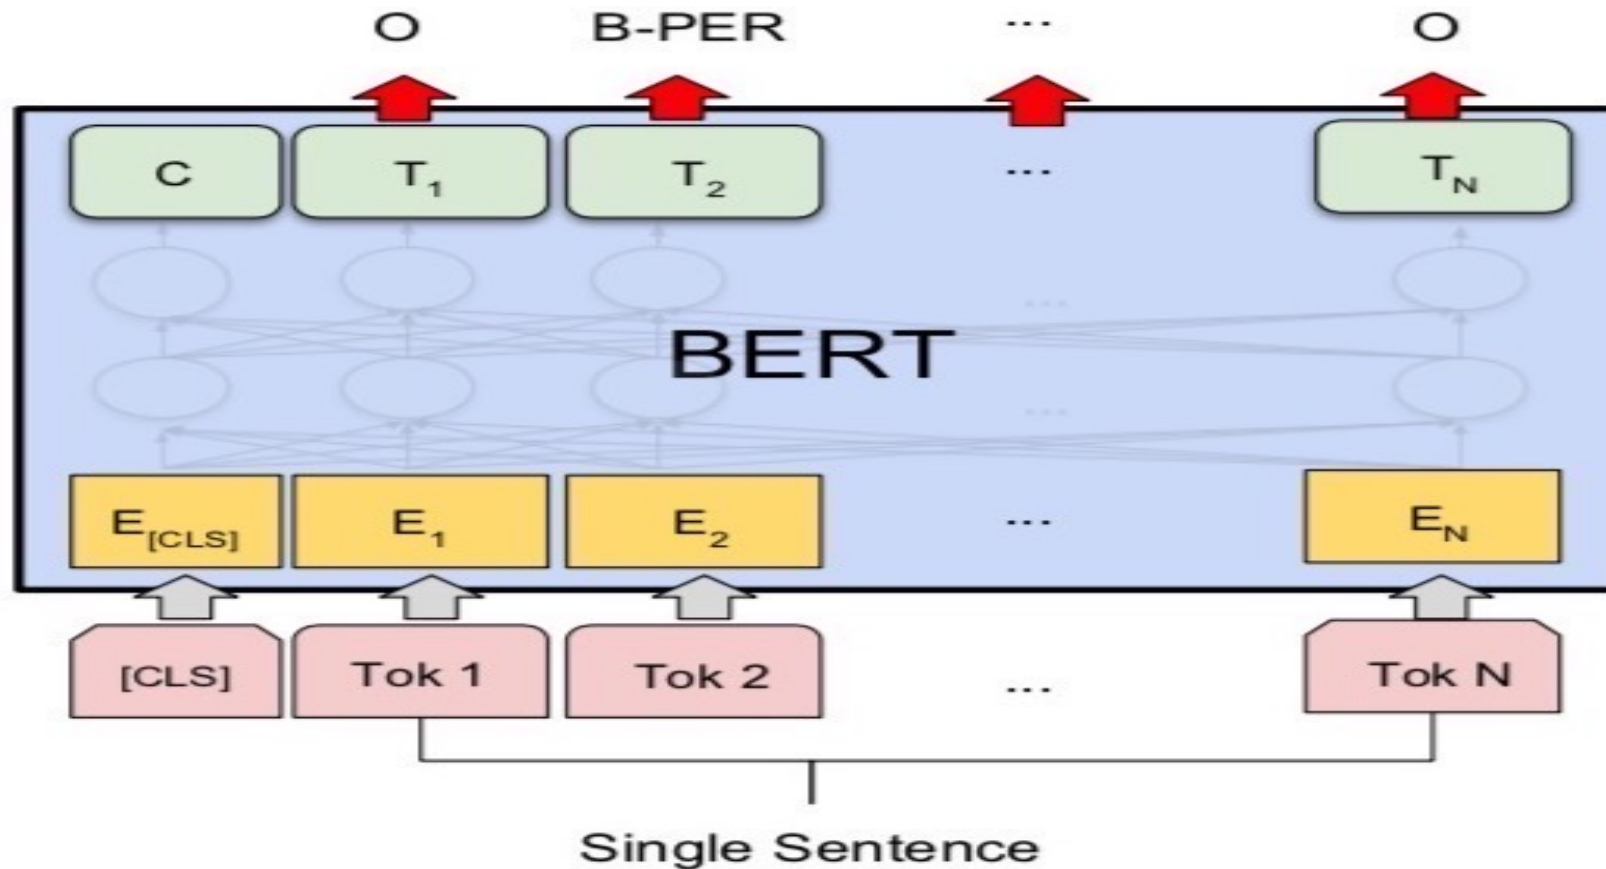 O B-PER ... O
C T1 T2 ... TN
...
BERT
...
E[CLS] E1 E2 ... EN
[CLS] Tok 1 Tok 2 ... Tok N
Single Sentence